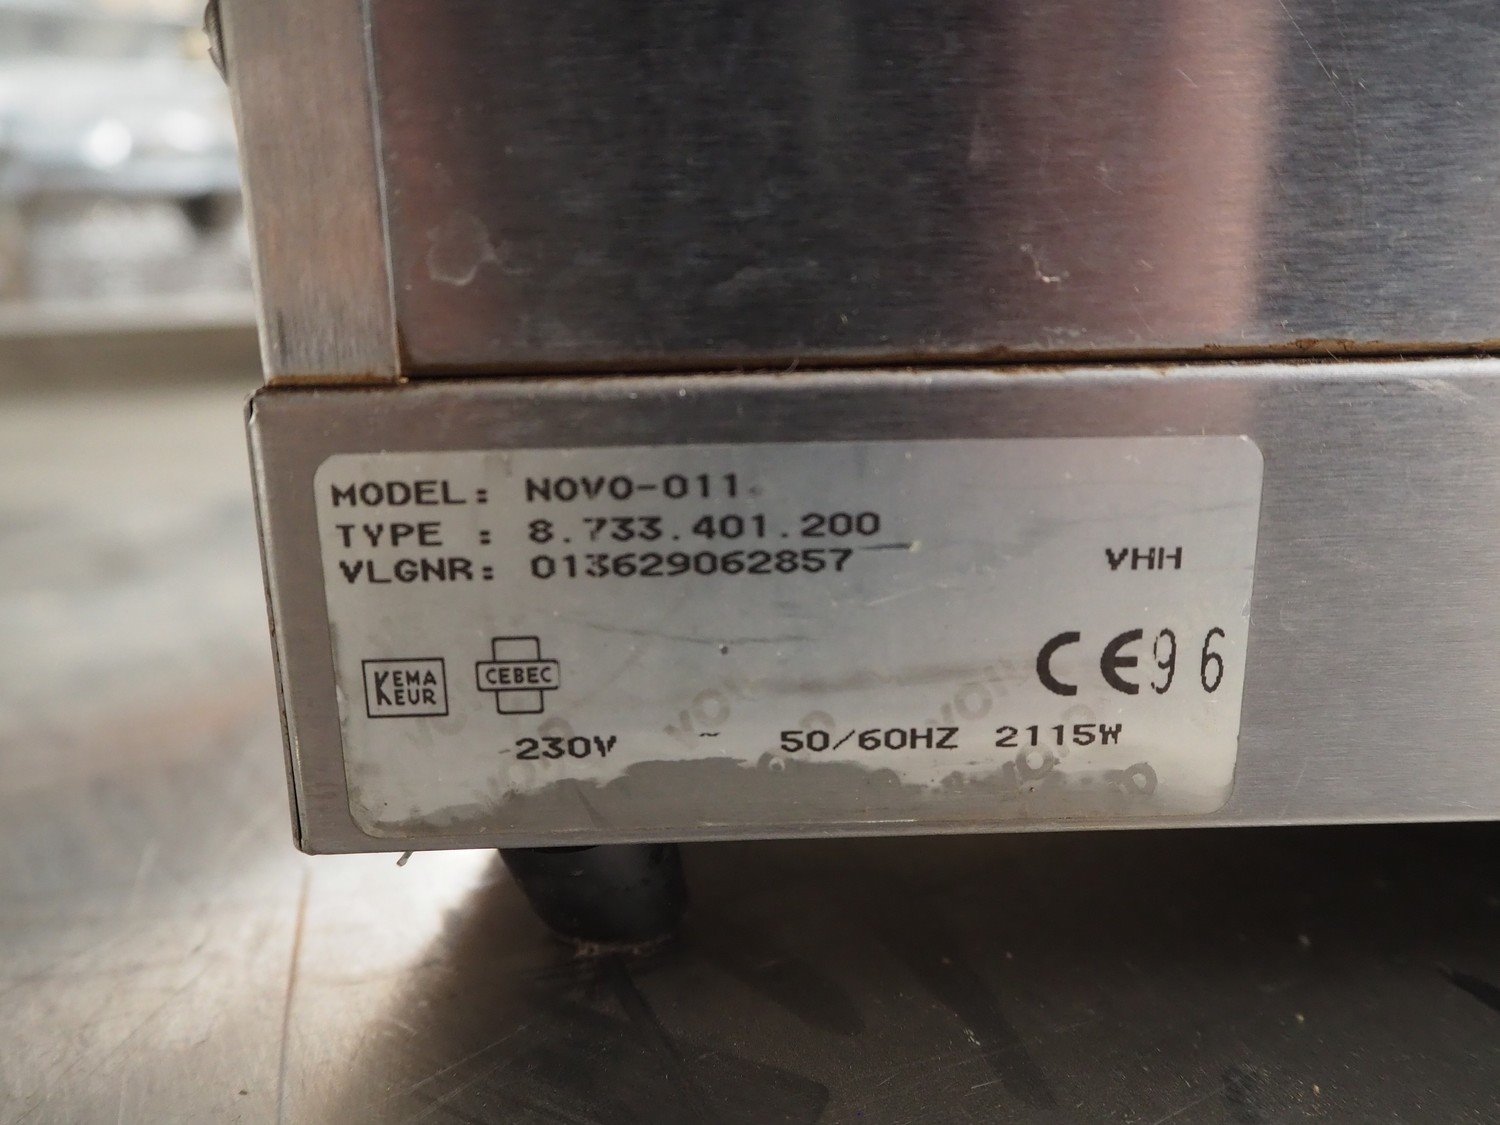 MODEL: NOVO-011
TYPE : 8.733.401.200
VLGNR: 013629062857
VHH
KEMA
KEUR
CEBEC
CE96
230V ~ 50/60HZ 2115W